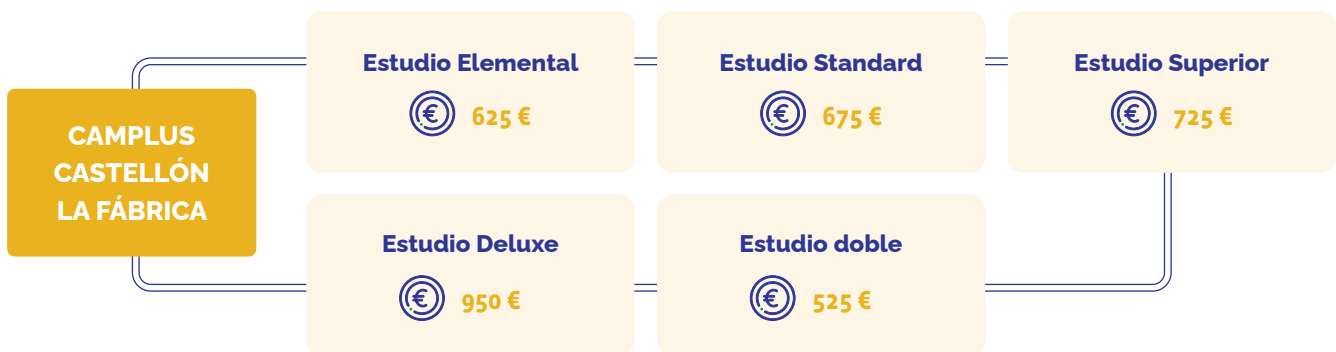 CAMPLUS
CASTELLÓN
LA FÁBRICA
Estudio Elemental
€ 625 €
Estudio Standard
€ 675 €
Estudio Superior
€ 725 €
Estudio Deluxe
€ 950 €
Estudio doble
€ 525 €